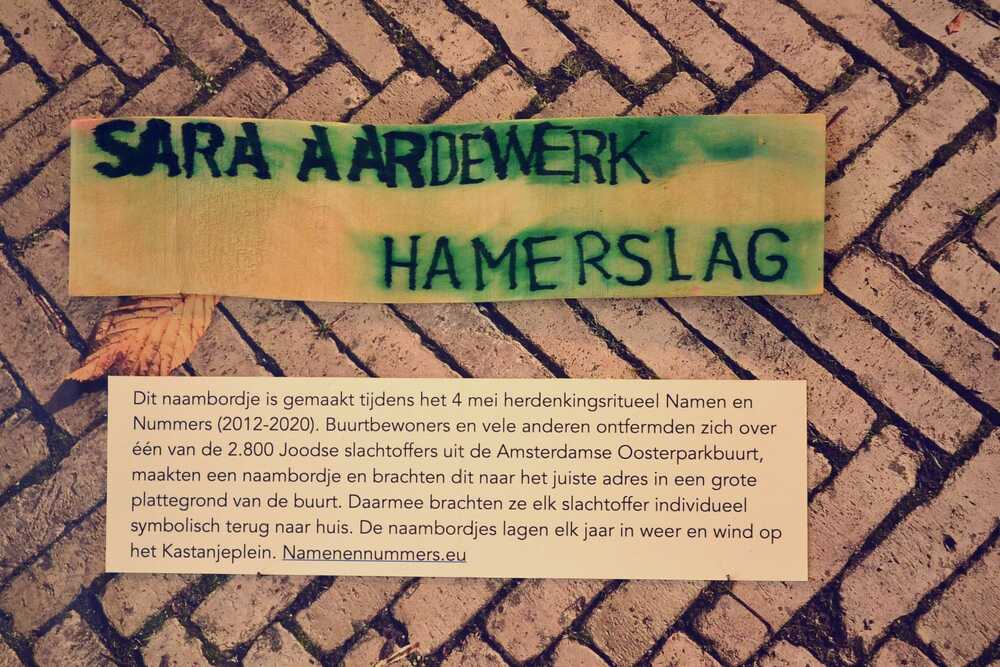 SARA AARDEWERK
HAMERSLAG
Dit naambordje is gemaakt tijdens het 4 mei herdenkingsritueel Namen en
Nummers (2012-2020). Buurtbewoners en vele anderen ontfermden zich over
één van de 2.800 Joodse slachtoffers uit de Amsterdamse Oosterparkbuurt,
maakten een naambordje en brachten dit naar het juiste adres in een grote
plattegrond van de buurt. Daarmee brachten ze elk slachtoffer individueel
symbolisch terug naar huis. De naambordjes lagen elk jaar in weer en wind op
het Kastanjeplein. Namenennummers.eu